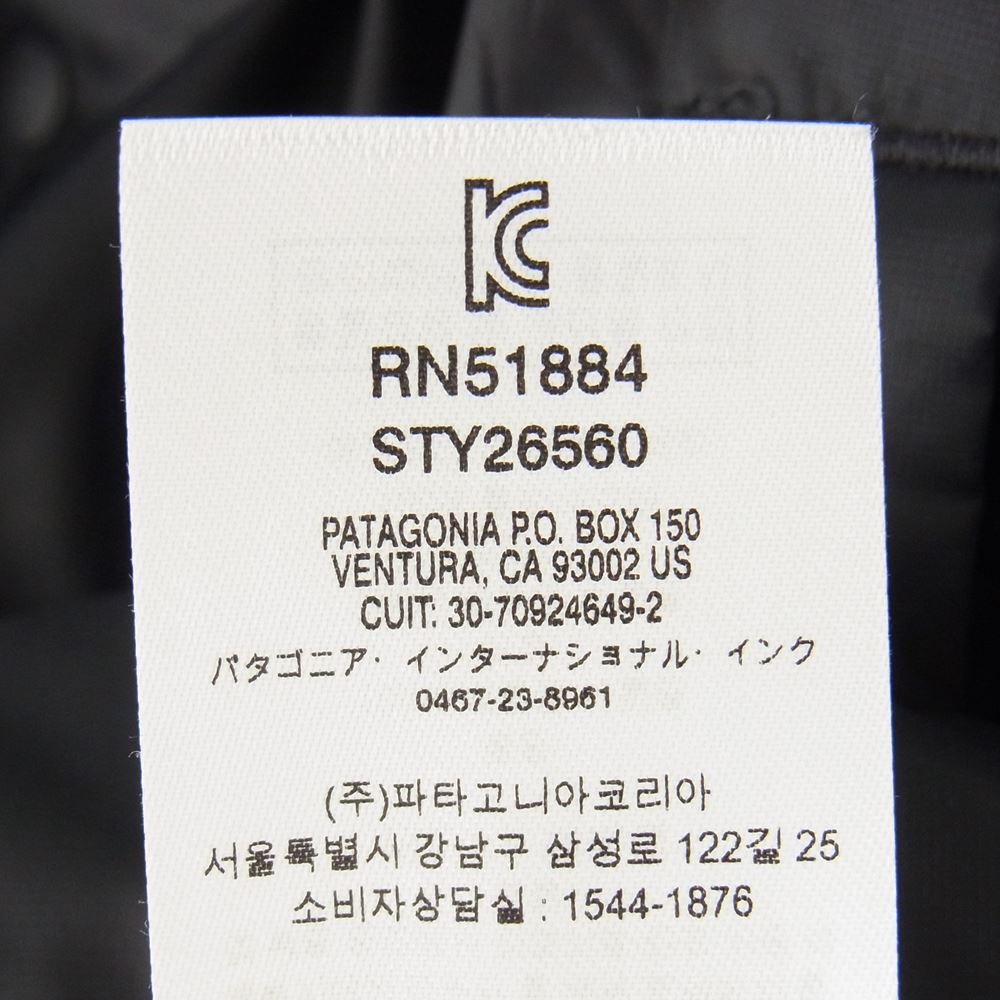 KC
RN51884
STY26560
PATAGONIA P.O. BOX 150
VENTURA, CA 93002 US
CUIT: 30-70924649-2
パタゴニア・インターナショナル・インク
0467-23-8961
(주)파타고니아코리아
서울특별시 강남구 삼성로 122길 25
소비자상담실 : 1544-1876